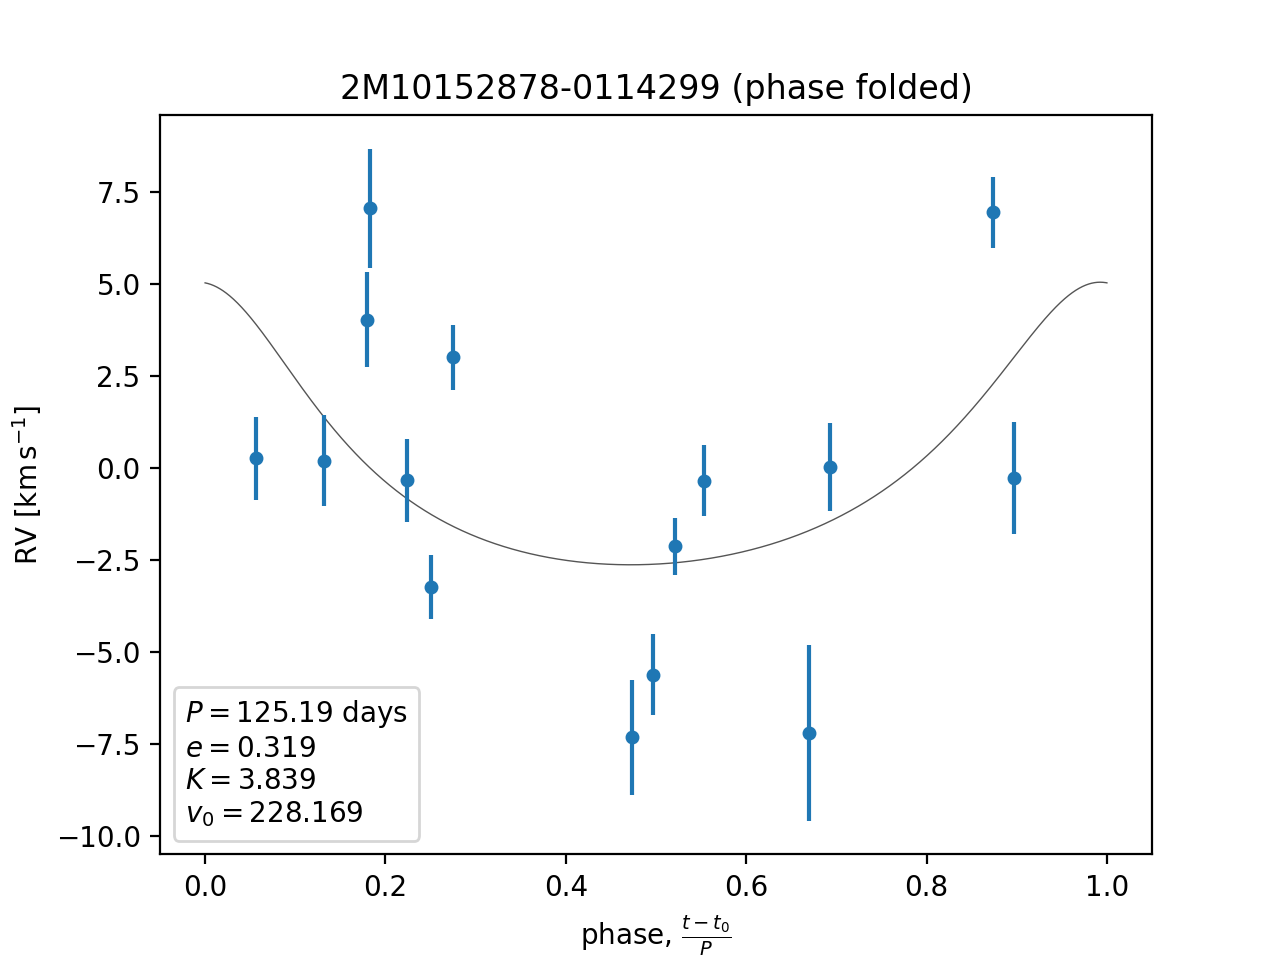 2M10152878-0114299 (phase folded)
7.5
5.0
2.5
0.0
−2.5
−5.0
−7.5
−10.0
RV [km s⁻¹]
P = 125.19 days
e = 0.319
K = 3.839
v₀ = 228.169
0.0 0.2 0.4 0.6 0.8 1.0
phase, (t − t₀)/P